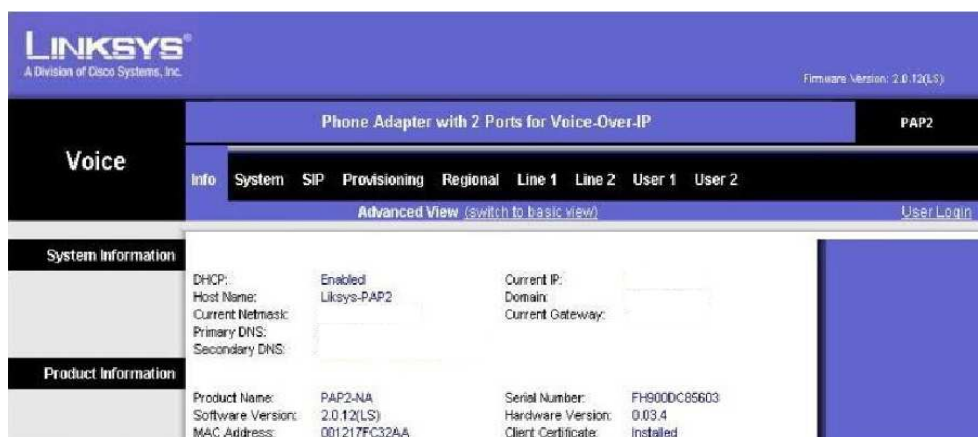 LINKSYS®
A Division of Cisco Systems, Inc.
Firmware Version: 2.0.12(LS)
Phone Adapter with 2 Ports for Voice-Over-IP PAP2
Voice
Info System SIP Provisioning Regional Line 1 Line 2 User 1 User 2
Advanced View (switch to basic view) User Login
System Information
DHCP: Enabled Current IP:
Host Name: Liksys-PAP2 Domain:
Current Netmask: Current Gateway:
Primary DNS:
Secondary DNS:
Product Information
Product Name: PAP2-NA Serial Number: FH900DC85603
Software Version: 2.0.12(LS) Hardware Version: 0.03.4
MAC Address: 001217FC32AA Client Certificate: Installed